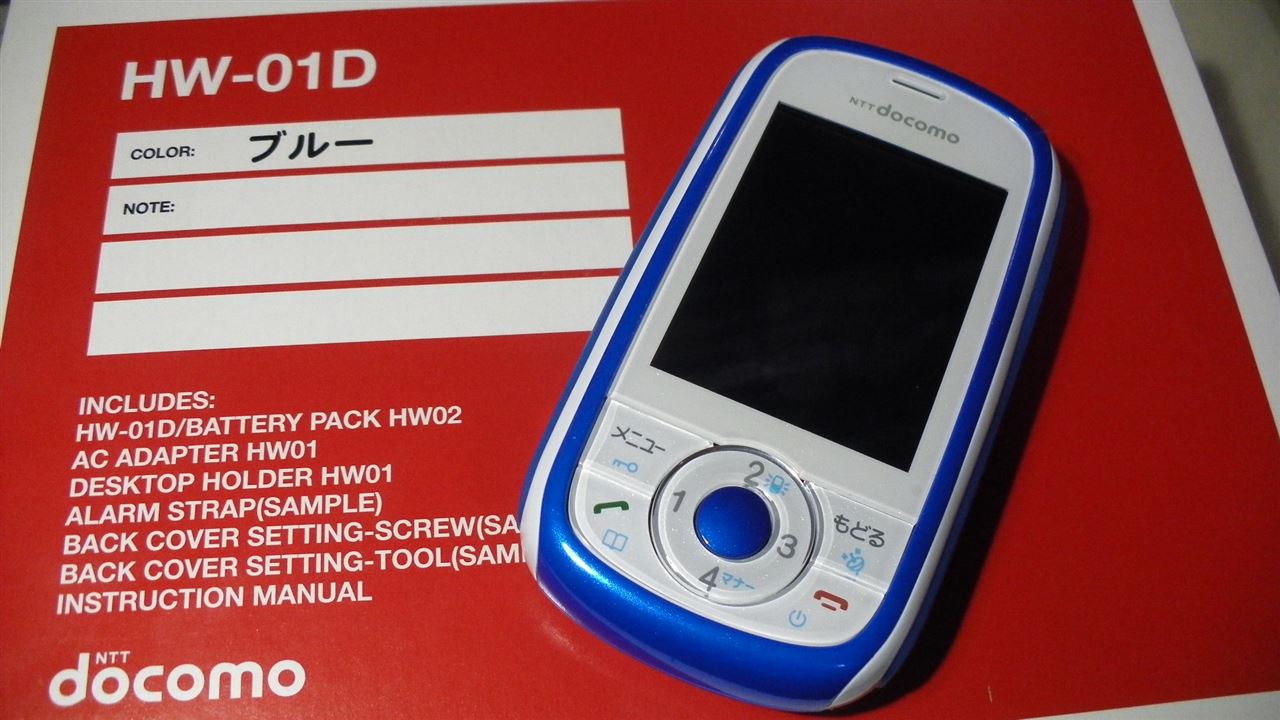 HW-01D
COLOR: ブルー
NOTE:
INCLUDES:
HW-01D/BATTERY PACK HW02
AC ADAPTER HW01
DESKTOP HOLDER HW01
ALARM STRAP(SAMPLE)
BACK COVER SETTING-SCREW(SA
BACK COVER SETTING-TOOL(SAM
INSTRUCTION MANUAL
NTT
docomo
NTT docomo
メニュー
もどる
1
2
3
4 マナー